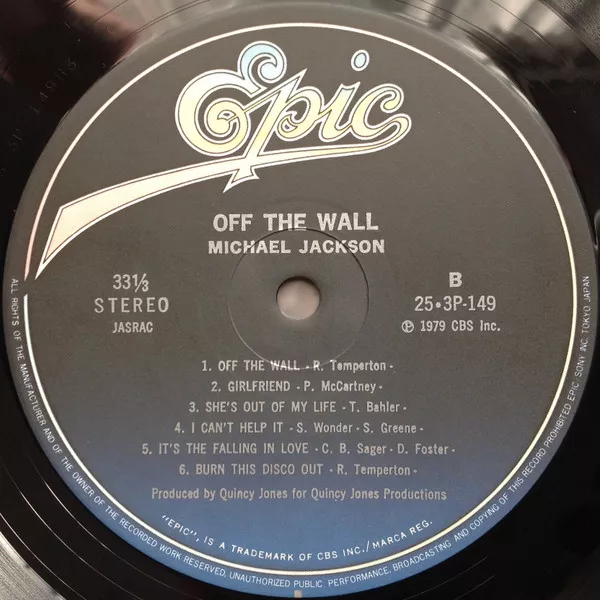 Epic
OFF THE WALL
MICHAEL JACKSON
33⅓
STEREO
JASRAC
B
25•3P-149
Ⓟ 1979 CBS Inc.
1. OFF THE WALL - R. Temperton -
2. GIRLFRIEND - P. McCartney -
3. SHE'S OUT OF MY LIFE - T. Bahler -
4. I CAN'T HELP IT - S. Wonder - S. Greene -
5. IT'S THE FALLING IN LOVE - C. B. Sager - D. Foster -
6. BURN THIS DISCO OUT - R. Temperton -
Produced by Quincy Jones for Quincy Jones Productions
"EPIC", IS A TRADEMARK OF CBS INC./MARCA REG.
ALL RIGHTS OF THE MANUFACTURER AND OF THE OWNER OF THE RECORDED WORK RESERVED. UNAUTHORIZED PUBLIC PERFORMANCE, BROADCASTING AND COPYING OF THIS RECORD PROHIBITED EPIC/SONY INC. TOKYO JAPAN